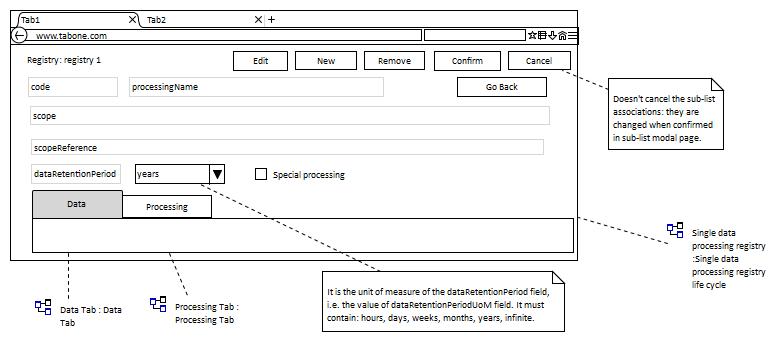 Tab1
Tab2
www.tabone.com
Registry: registry 1
Edit
New
Remove
Confirm
Cancel
code
processingName
Go Back
scope
scopeReference
dataRetentionPeriod
years
Special processing
Data
Processing
Doesn't cancel the sub-list
associations: they are
changed when confirmed
in sub-list modal page.
Single data
processing registry
:Single data
processing registry
life cycle
It is the unit of measure of the dataRetentionPeriod field,
i.e. the value of dataRetentionPeriodUoM field. It must
contain: hours, days, weeks, months, years, infinite.
Data Tab : Data
Tab
Processing Tab :
Processing Tab